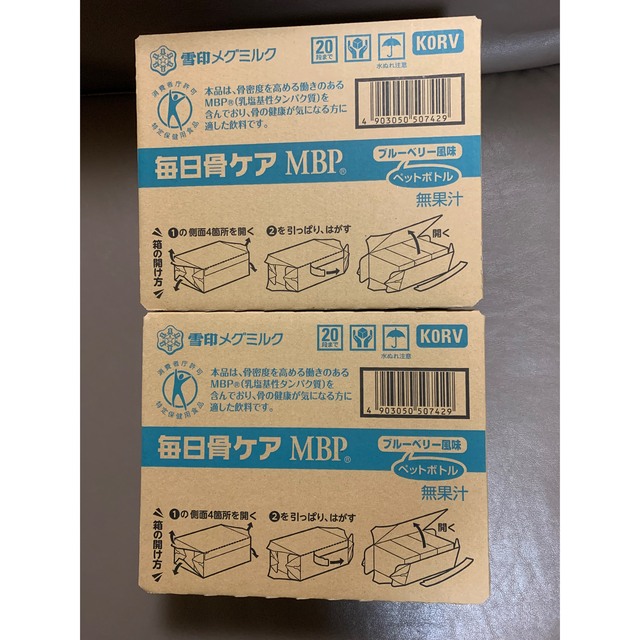 雪印メグミルク
20
段まで
水ぬれ注意
KORV
消費者庁許可
特定保健用食品
本品は、骨密度を高める働きのある
MBP®(乳塩基性タンパク質)を
含んでおり、骨の健康が気になる方に
適した飲料です。
4 903050 507429
毎日骨ケア MBP®
ブルーベリー風味
ペットボトル
無果汁
箱の開け方
❶の側面4箇所を開く
❷を引っぱり、はがす
開く
雪印メグミルク
20
段まで
水ぬれ注意
KORV
消費者庁許可
特定保健用食品
本品は、骨密度を高める働きのある
MBP®(乳塩基性タンパク質)を
含んでおり、骨の健康が気になる方に
適した飲料です。
4 903050 507429
毎日骨ケア MBP®
ブルーベリー風味
ペットボトル
無果汁
箱の開け方
❶の側面4箇所を開く
❷を引っぱり、はがす
開く